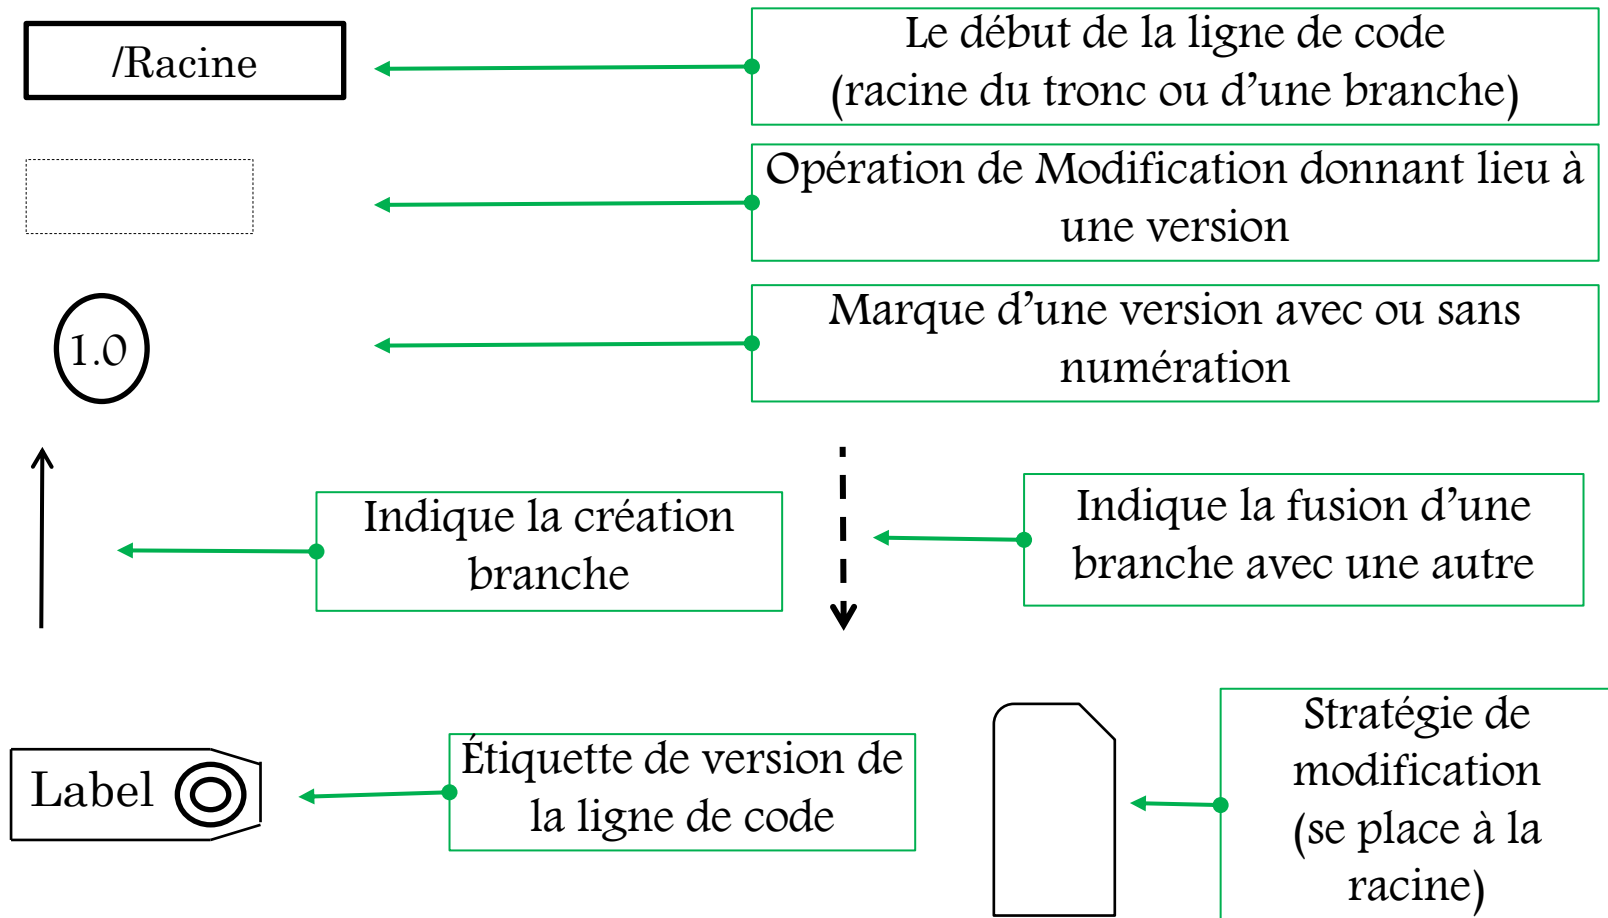 /Racine
Le début de la ligne de code
(racine du tronc ou d’une branche)
Opération de Modification donnant lieu à
une version
1.0
Marque d’une version avec ou sans
numération
Indique la création
branche
Indique la fusion d’une
branche avec une autre
Label
Étiquette de version de
la ligne de code
Stratégie de
modification
(se place à la
racine)